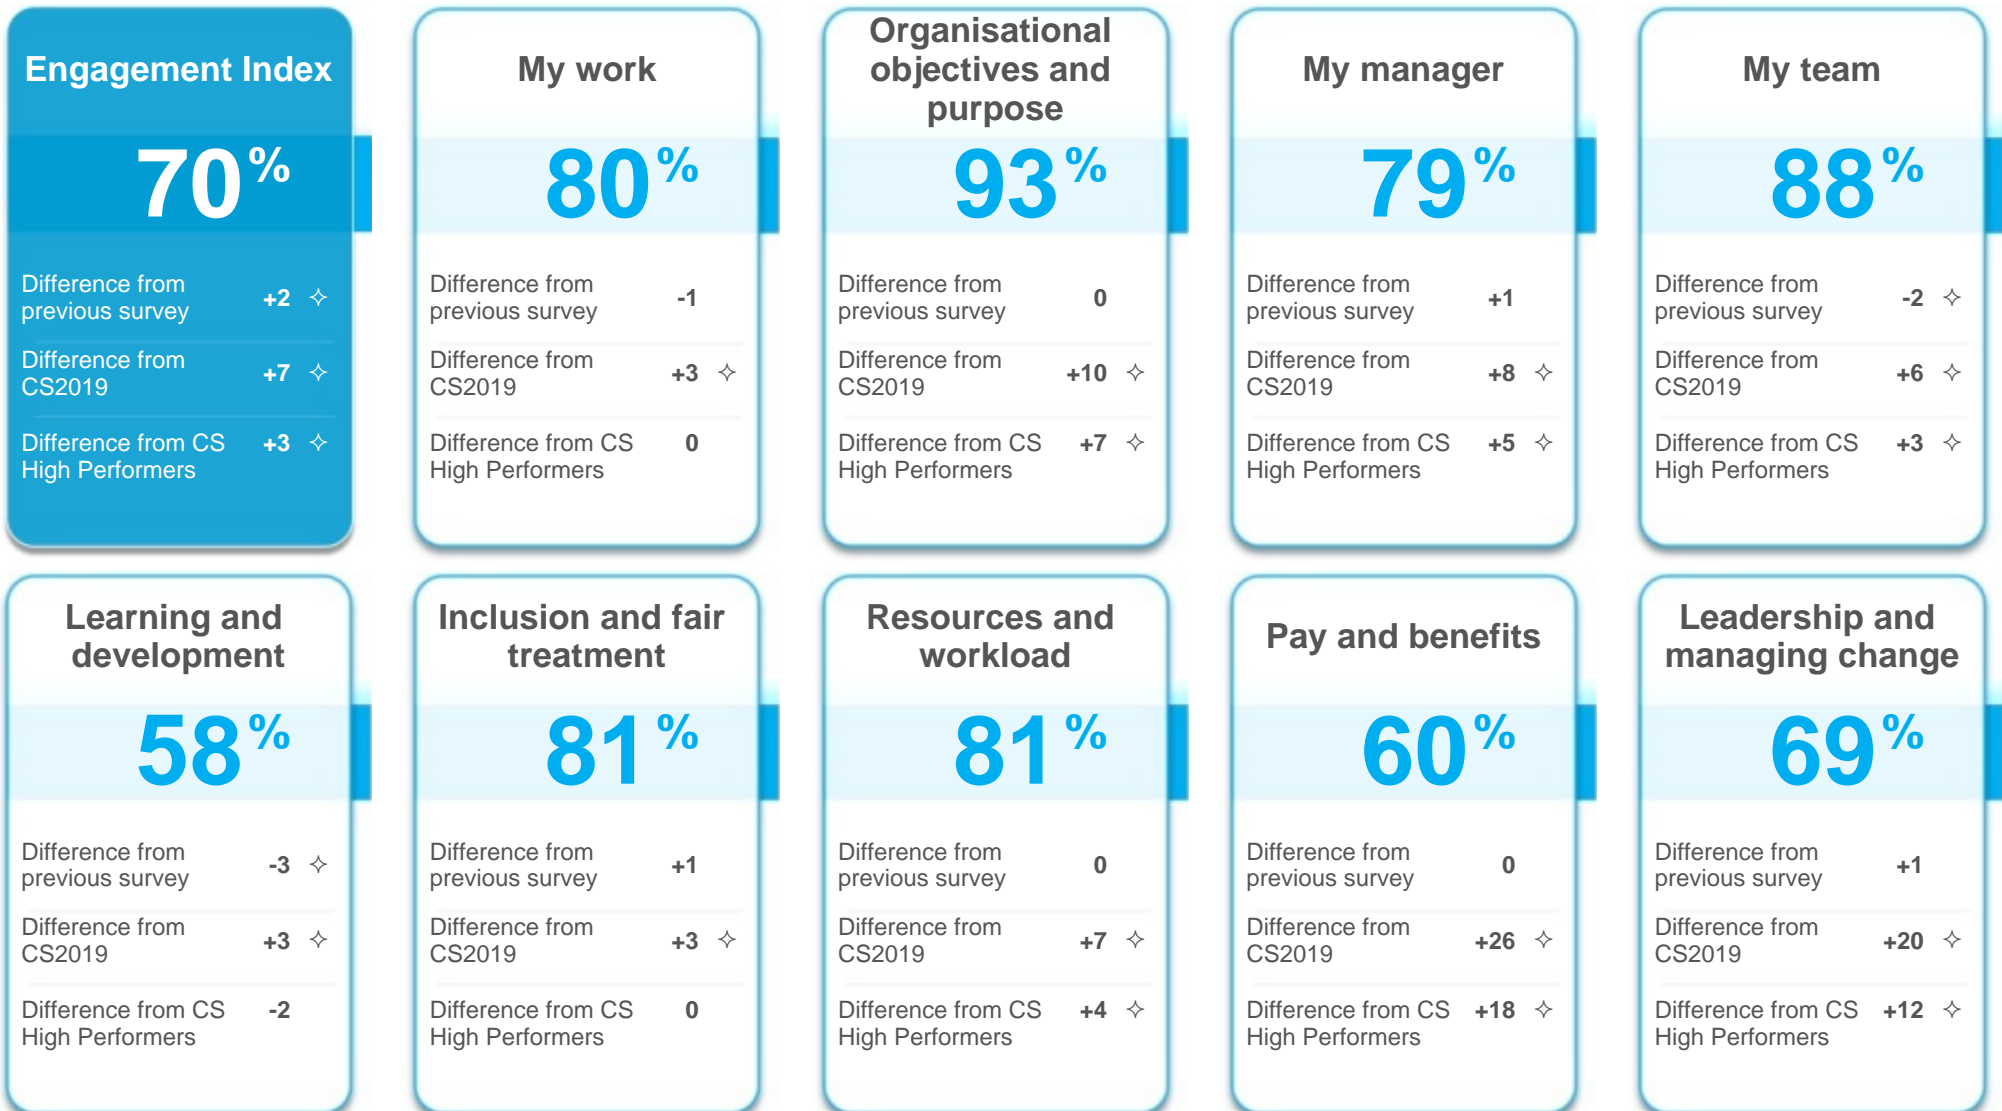 Engagement Index
70%
Difference from
previous survey
+2 ✧
Difference from
CS2019
+7 ✧
Difference from CS
High Performers
+3 ✧
My work
80%
Difference from
previous survey
-1
Difference from
CS2019
+3 ✧
Difference from CS
High Performers
0
Organisational
objectives and
purpose
93%
Difference from
previous survey
0
Difference from
CS2019
+10 ✧
Difference from CS
High Performers
+7 ✧
My manager
79%
Difference from
previous survey
+1
Difference from
CS2019
+8 ✧
Difference from CS
High Performers
+5 ✧
My team
88%
Difference from
previous survey
-2 ✧
Difference from
CS2019
+6 ✧
Difference from CS
High Performers
+3 ✧
Learning and
development
58%
Difference from
previous survey
-3 ✧
Difference from
CS2019
+3 ✧
Difference from CS
High Performers
-2
Inclusion and fair
treatment
81%
Difference from
previous survey
+1
Difference from
CS2019
+3 ✧
Difference from CS
High Performers
0
Resources and
workload
81%
Difference from
previous survey
0
Difference from
CS2019
+7 ✧
Difference from CS
High Performers
+4 ✧
Pay and benefits
60%
Difference from
previous survey
0
Difference from
CS2019
+26 ✧
Difference from CS
High Performers
+18 ✧
Leadership and
managing change
69%
Difference from
previous survey
+1
Difference from
CS2019
+20 ✧
Difference from CS
High Performers
+12 ✧